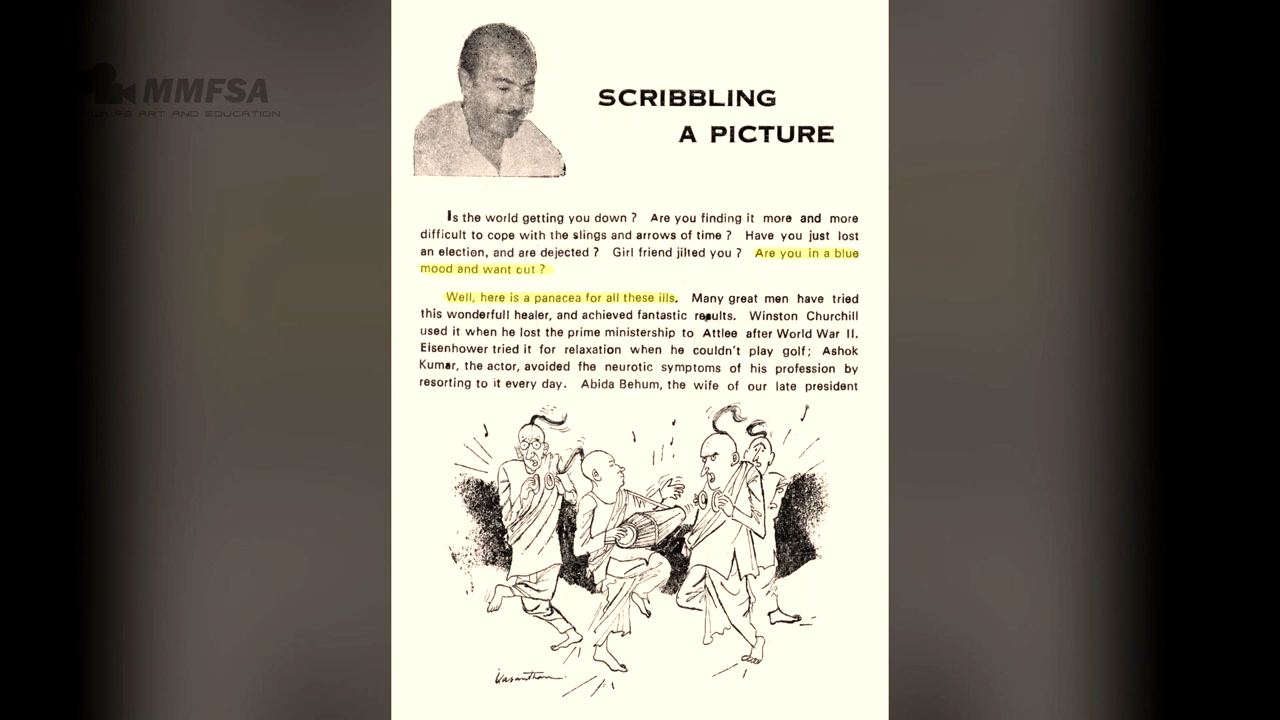 MMFSA
AS ART AND EDUCATION
SCRIBBLING
A PICTURE
Is the world getting you down ? Are you finding it more and more
difficult to cope with the slings and arrows of time ? Have you just lost
an election, and are dejected ? Girl friend jilted you ? Are you in a blue
mood and want out ?
Well, here is a panacea for all these ills. Many great men have tried
this wonderfull healer, and achieved fantastic results. Winston Churchill
used it when he lost the prime ministership to Attlee after World War II.
Eisenhower tried it for relaxation when he couldn't play golf; Ashok
Kumar, the actor, avoided fhe neurotic symptoms of his profession by
resorting to it every day. Abida Behum, the wife of our late president
Vasanthan